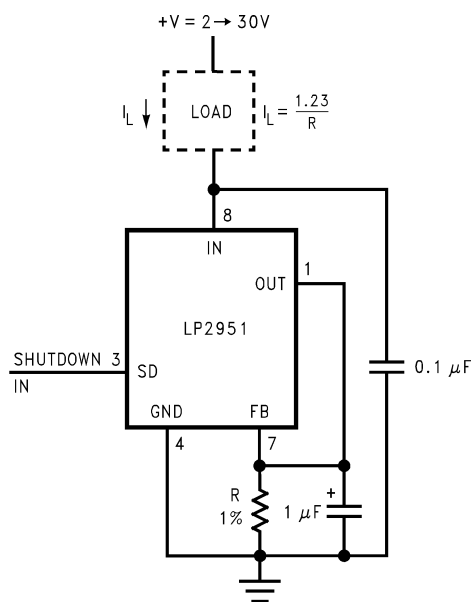 +V = 2 → 30V
I_L ↓ LOAD I_L = 1.23/R
8
IN
1
OUT
LP2951
SHUTDOWN 3
IN
SD
0.1 µF
GND FB
4 7
R
1%
+
1 µF